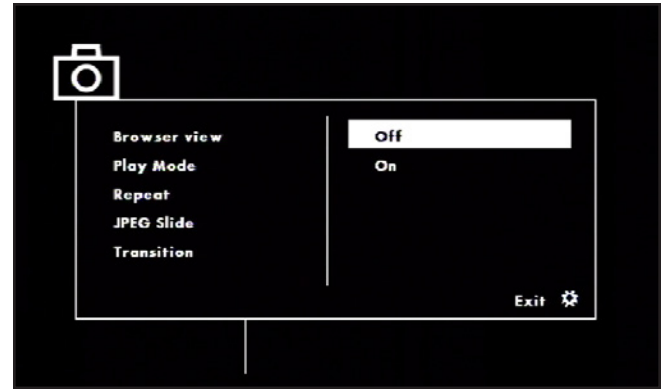 Browser view
Play Mode
Repeat
JPEG Slide
Transition
Off
On
Exit